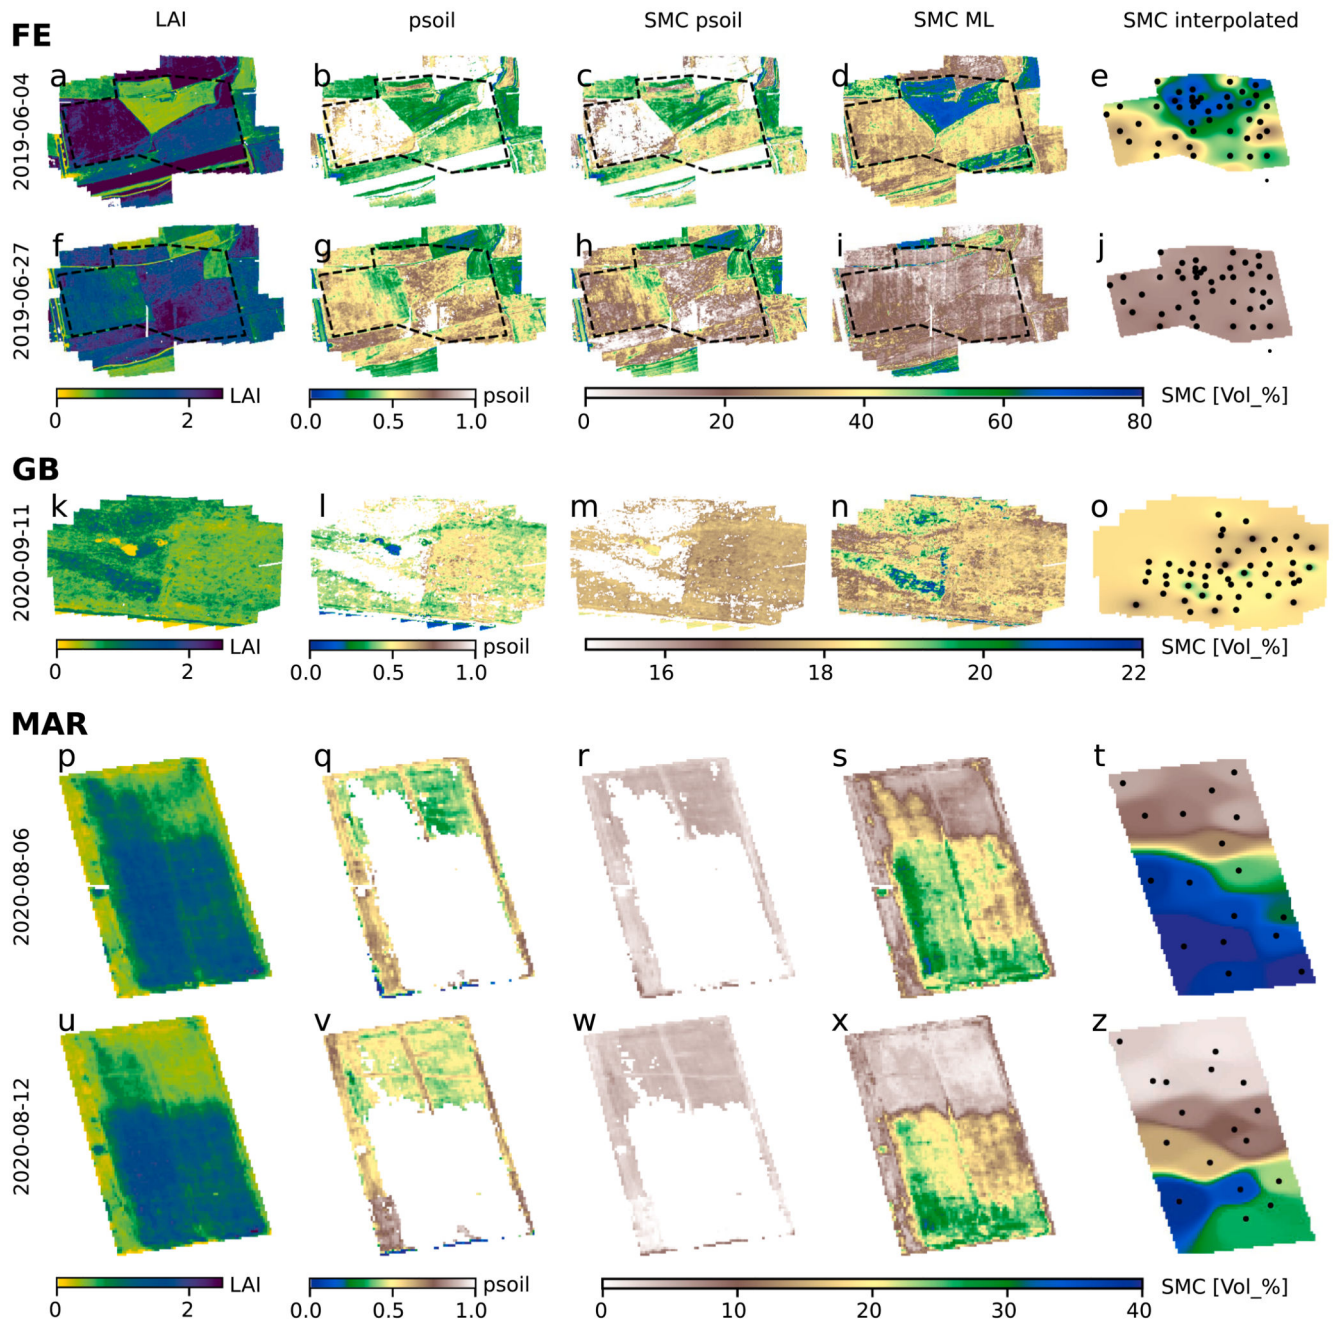 LAI psoil SMC psoil SMC ML SMC interpolated
FE
2019-06-04
a b c d e
2019-06-27
f g h i j
0 2 LAI
0.0 0.5 1.0 psoil
0 20 40 60 80 SMC [Vol_%]
GB
2020-09-11
k l m n o
0 2 LAI
0.0 0.5 1.0 psoil
16 18 20 22 SMC [Vol_%]
MAR
2020-08-06
p q r s t
2020-08-12
u v w x z
0 2 LAI
0.0 0.5 1.0 psoil
0 10 20 30 40 SMC [Vol_%]